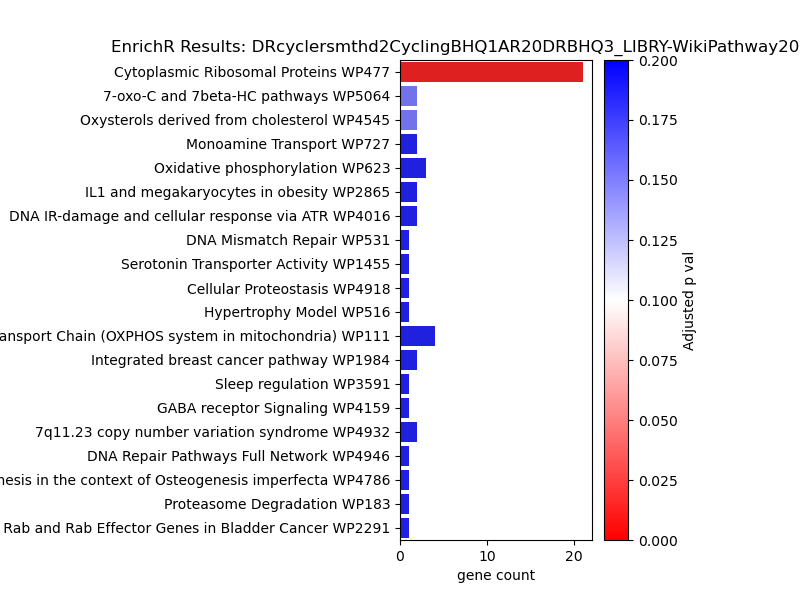 EnrichR Results: DRcyclersmthd2CyclingBHQ1AR20DRBHQ3_LIBRY-WikiPathway20
Cytoplasmic Ribosomal Proteins WP477
7-oxo-C and 7beta-HC pathways WP5064
Oxysterols derived from cholesterol WP4545
Monoamine Transport WP727
Oxidative phosphorylation WP623
IL1 and megakaryocytes in obesity WP2865
DNA IR-damage and cellular response via ATR WP4016
DNA Mismatch Repair WP531
Serotonin Transporter Activity WP1455
Cellular Proteostasis WP4918
Hypertrophy Model WP516
ansport Chain (OXPHOS system in mitochondria) WP111
Integrated breast cancer pathway WP1984
Sleep regulation WP3591
GABA receptor Signaling WP4159
7q11.23 copy number variation syndrome WP4932
DNA Repair Pathways Full Network WP4946
nesis in the context of Osteogenesis imperfecta WP4786
Proteasome Degradation WP183
Rab and Rab Effector Genes in Bladder Cancer WP2291
0 10 20
gene count
0.200
0.175
0.150
0.125
0.100
0.075
0.050
0.025
0.000
Adjusted p val